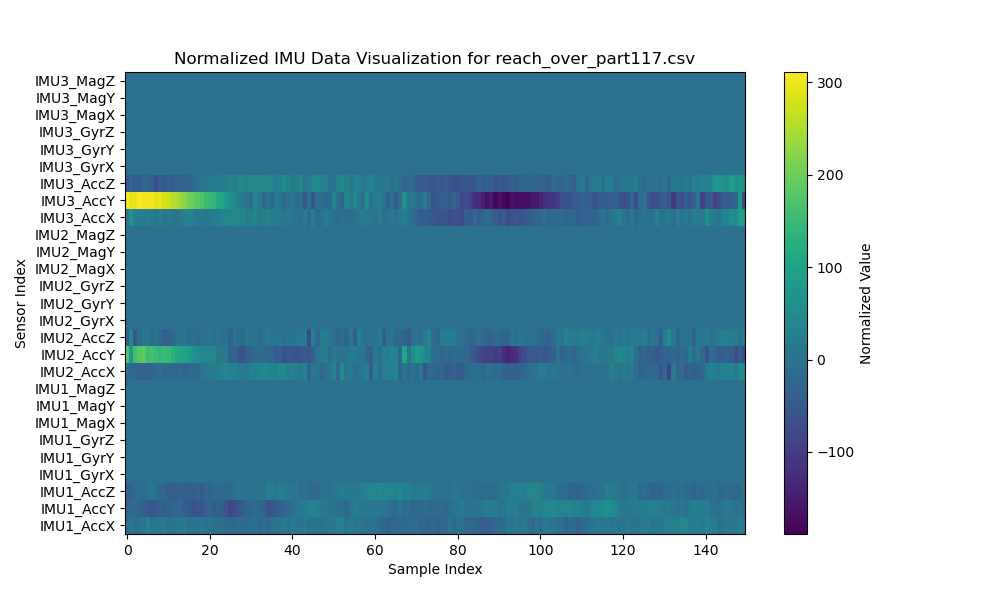 Normalized IMU Data Visualization for reach_over_part117.csv
IMU3_MagZ
IMU3_MagY
IMU3_MagX
IMU3_GyrZ
IMU3_GyrY
IMU3_GyrX
IMU3_AccZ
IMU3_AccY
IMU3_AccX
IMU2_MagZ
IMU2_MagY
IMU2_MagX
IMU2_GyrZ
IMU2_GyrY
IMU2_GyrX
IMU2_AccZ
IMU2_AccY
IMU2_AccX
IMU1_MagZ
IMU1_MagY
IMU1_MagX
IMU1_GyrZ
IMU1_GyrY
IMU1_GyrX
IMU1_AccZ
IMU1_AccY
IMU1_AccX
Sensor Index
0 20 40 60 80 100 120 140
Sample Index
300
200
100
0
−100
Normalized Value